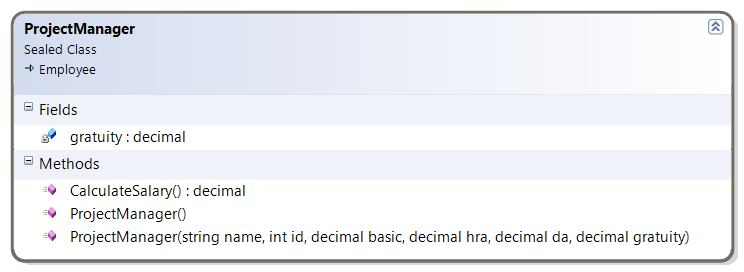 ProjectManager
Sealed Class
Employee
Fields
gratuity : decimal
Methods
CalculateSalary() : decimal
ProjectManager()
ProjectManager(string name, int id, decimal basic, decimal hra, decimal da, decimal gratuity)